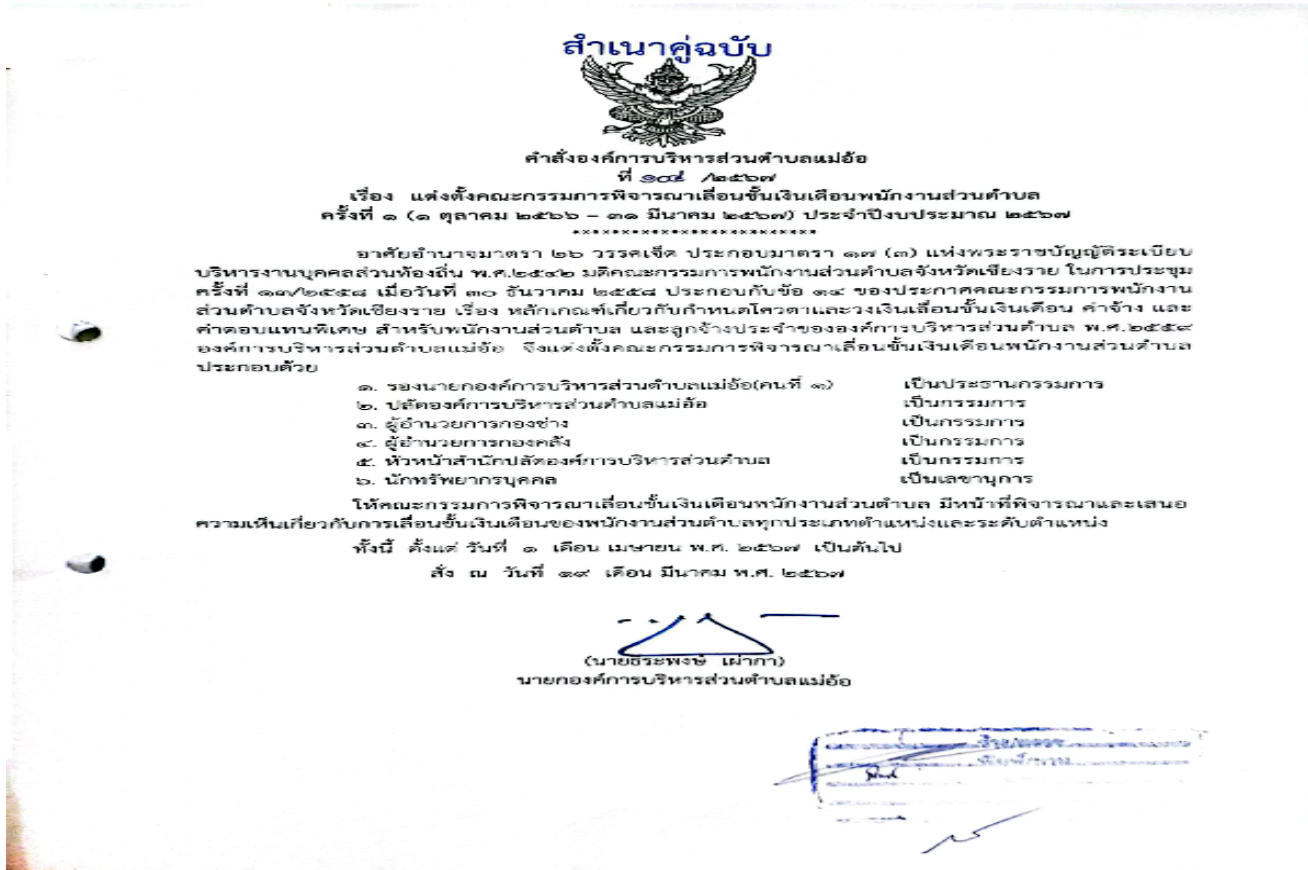 สำเนาคู่ฉบับ
คำสั่งองค์การบริหารส่วนตำบลแม่อ้อ
ที่ ๑๐๘ /๒๕๖๗
เรื่อง แต่งตั้งคณะกรรมการพิจารณาเลื่อนขั้นเงินเดือนพนักงานส่วนตำบล
ครั้งที่ ๑ (๑ ตุลาคม ๒๕๖๖ – ๓๑ มีนาคม ๒๕๖๗) ประจำปีงบประมาณ ๒๕๖๗
*************************
อาศัยอำนาจมาตรา ๒๖ วรรคเจ็ด ประกอบมาตรา ๑๗ (๓) แห่งพระราชบัญญัติระเบียบ
บริหารงานบุคคลส่วนท้องถิ่น พ.ศ.๒๕๔๒ มติคณะกรรมการพนักงานส่วนตำบลจังหวัดเชียงราย ในการประชุม
ครั้งที่ ๑๓/๒๕๕๘ เมื่อวันที่ ๓๐ ธันวาคม ๒๕๕๘ ประกอบกับข้อ ๑๔ ของประกาศคณะกรรมการพนักงาน
ส่วนตำบลจังหวัดเชียงราย เรื่อง หลักเกณฑ์เกี่ยวกับกำหนดโควตาและวงเงินเลื่อนขั้นเงินเดือน ค่าจ้าง และ
ค่าตอบแทนพิเศษ สำหรับพนักงานส่วนตำบล และลูกจ้างประจำขององค์การบริหารส่วนตำบล พ.ศ.๒๕๕๙
องค์การบริหารส่วนตำบลแม่อ้อ จึงแต่งตั้งคณะกรรมการพิจารณาเลื่อนขั้นเงินเดือนพนักงานส่วนตำบล
ประกอบด้วย
๑. รองนายกองค์การบริหารส่วนตำบลแม่อ้อ(คนที่ ๑) เป็นประธานกรรมการ
๒. ปลัดองค์การบริหารส่วนตำบลแม่อ้อ เป็นกรรมการ
๓. ผู้อำนวยการกองช่าง เป็นกรรมการ
๔. ผู้อำนวยการกองคลัง เป็นกรรมการ
๕. หัวหน้าสำนักปลัดองค์การบริหารส่วนตำบล เป็นกรรมการ
๖. นักทรัพยากรบุคคล เป็นเลขานุการ
ให้คณะกรรมการพิจารณาเลื่อนขั้นเงินเดือนพนักงานส่วนตำบล มีหน้าที่พิจารณาและเสนอ
ความเห็นเกี่ยวกับการเลื่อนขั้นเงินเดือนของพนักงานส่วนตำบลทุกประเภทตำแหน่งและระดับตำแหน่ง
ทั้งนี้ ตั้งแต่ วันที่ ๑ เดือน เมษายน พ.ศ. ๒๕๖๗ เป็นต้นไป
สั่ง ณ วันที่ ๑๙ เดือน มีนาคม พ.ศ. ๒๕๖๗
(นายธีระพงษ์ เผ่ากา)
นายกองค์การบริหารส่วนตำบลแม่อ้อ